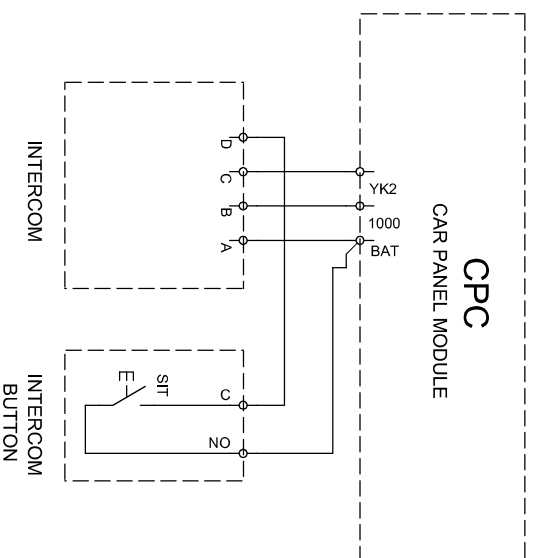 D
C
B
A
INTERCOM
YK2
1000
BAT
CPC
CAR PANEL MODULE
SIT
C
NO
INTERCOM
BUTTON